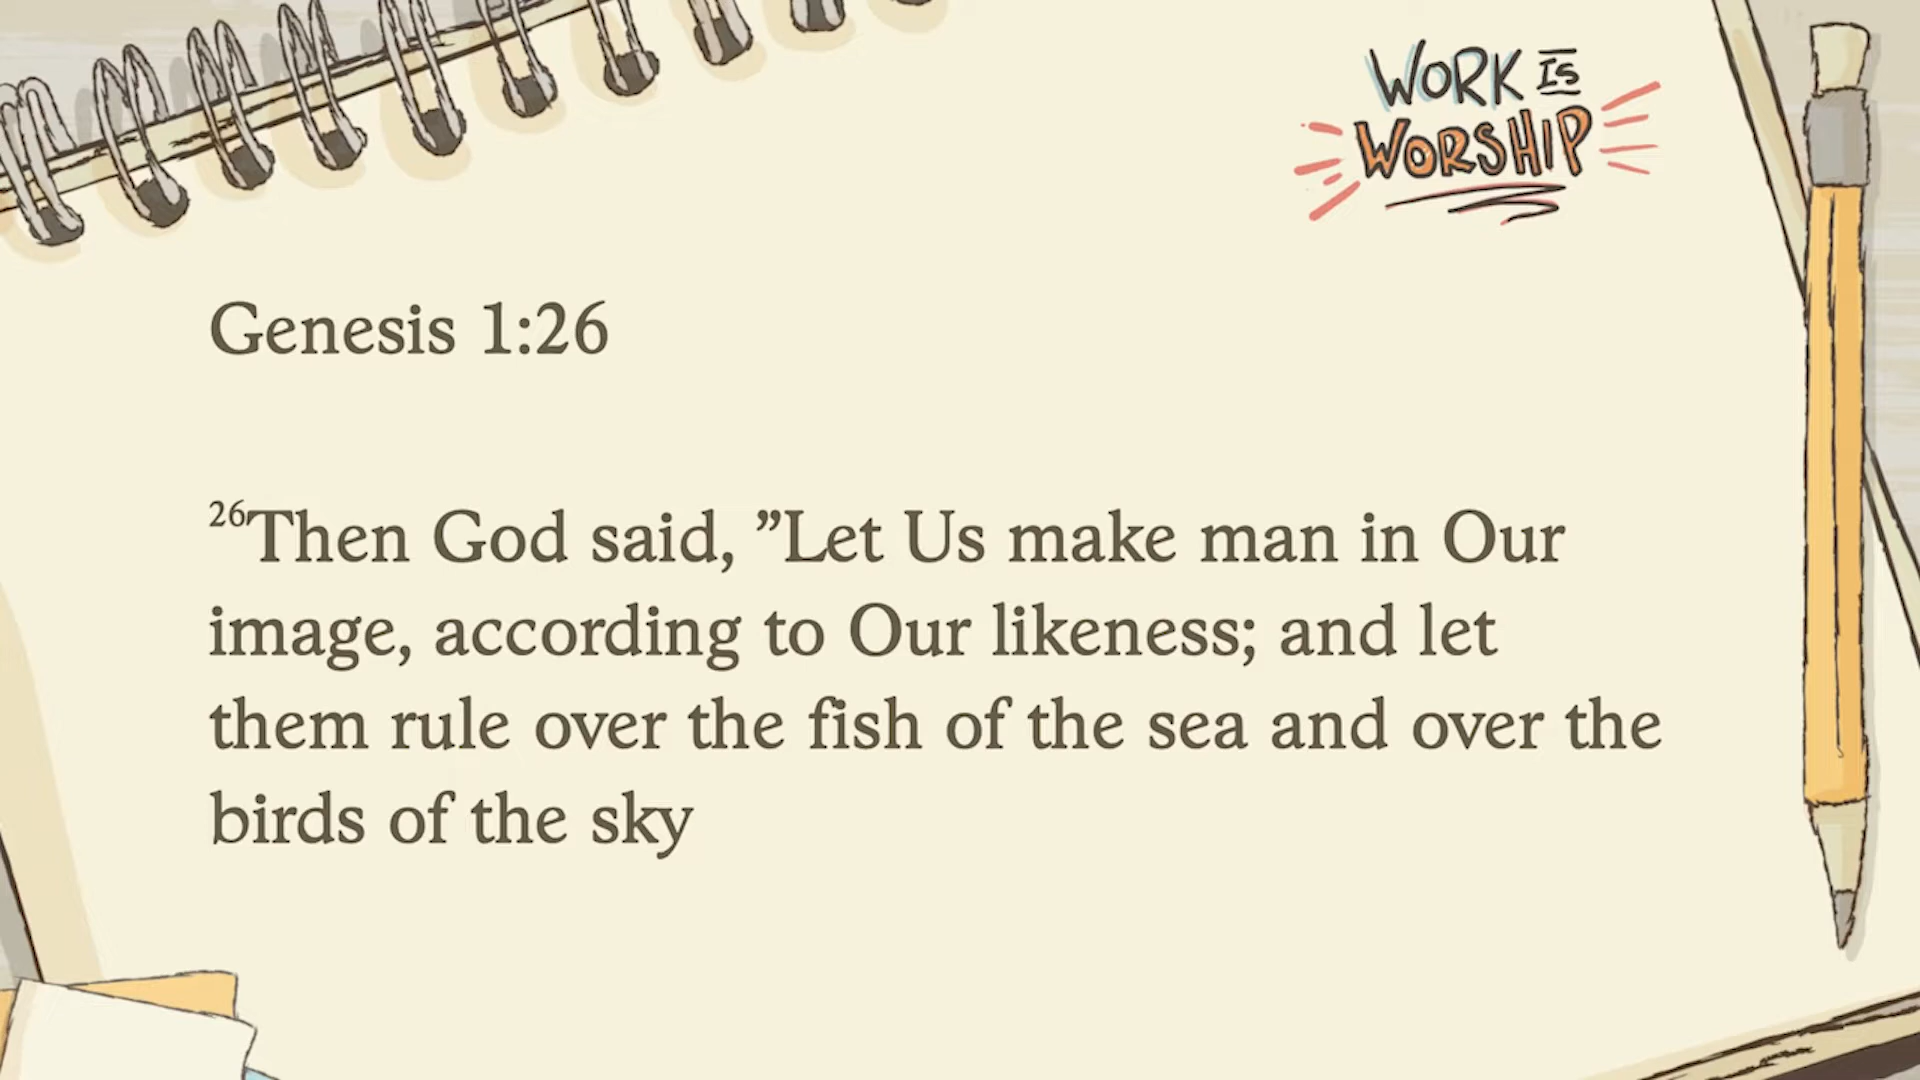 WORK IS
WORSHIP
Genesis 1:26
26Then God said, ”Let Us make man in Our
image, according to Our likeness; and let
them rule over the fish of the sea and over the
birds of the sky